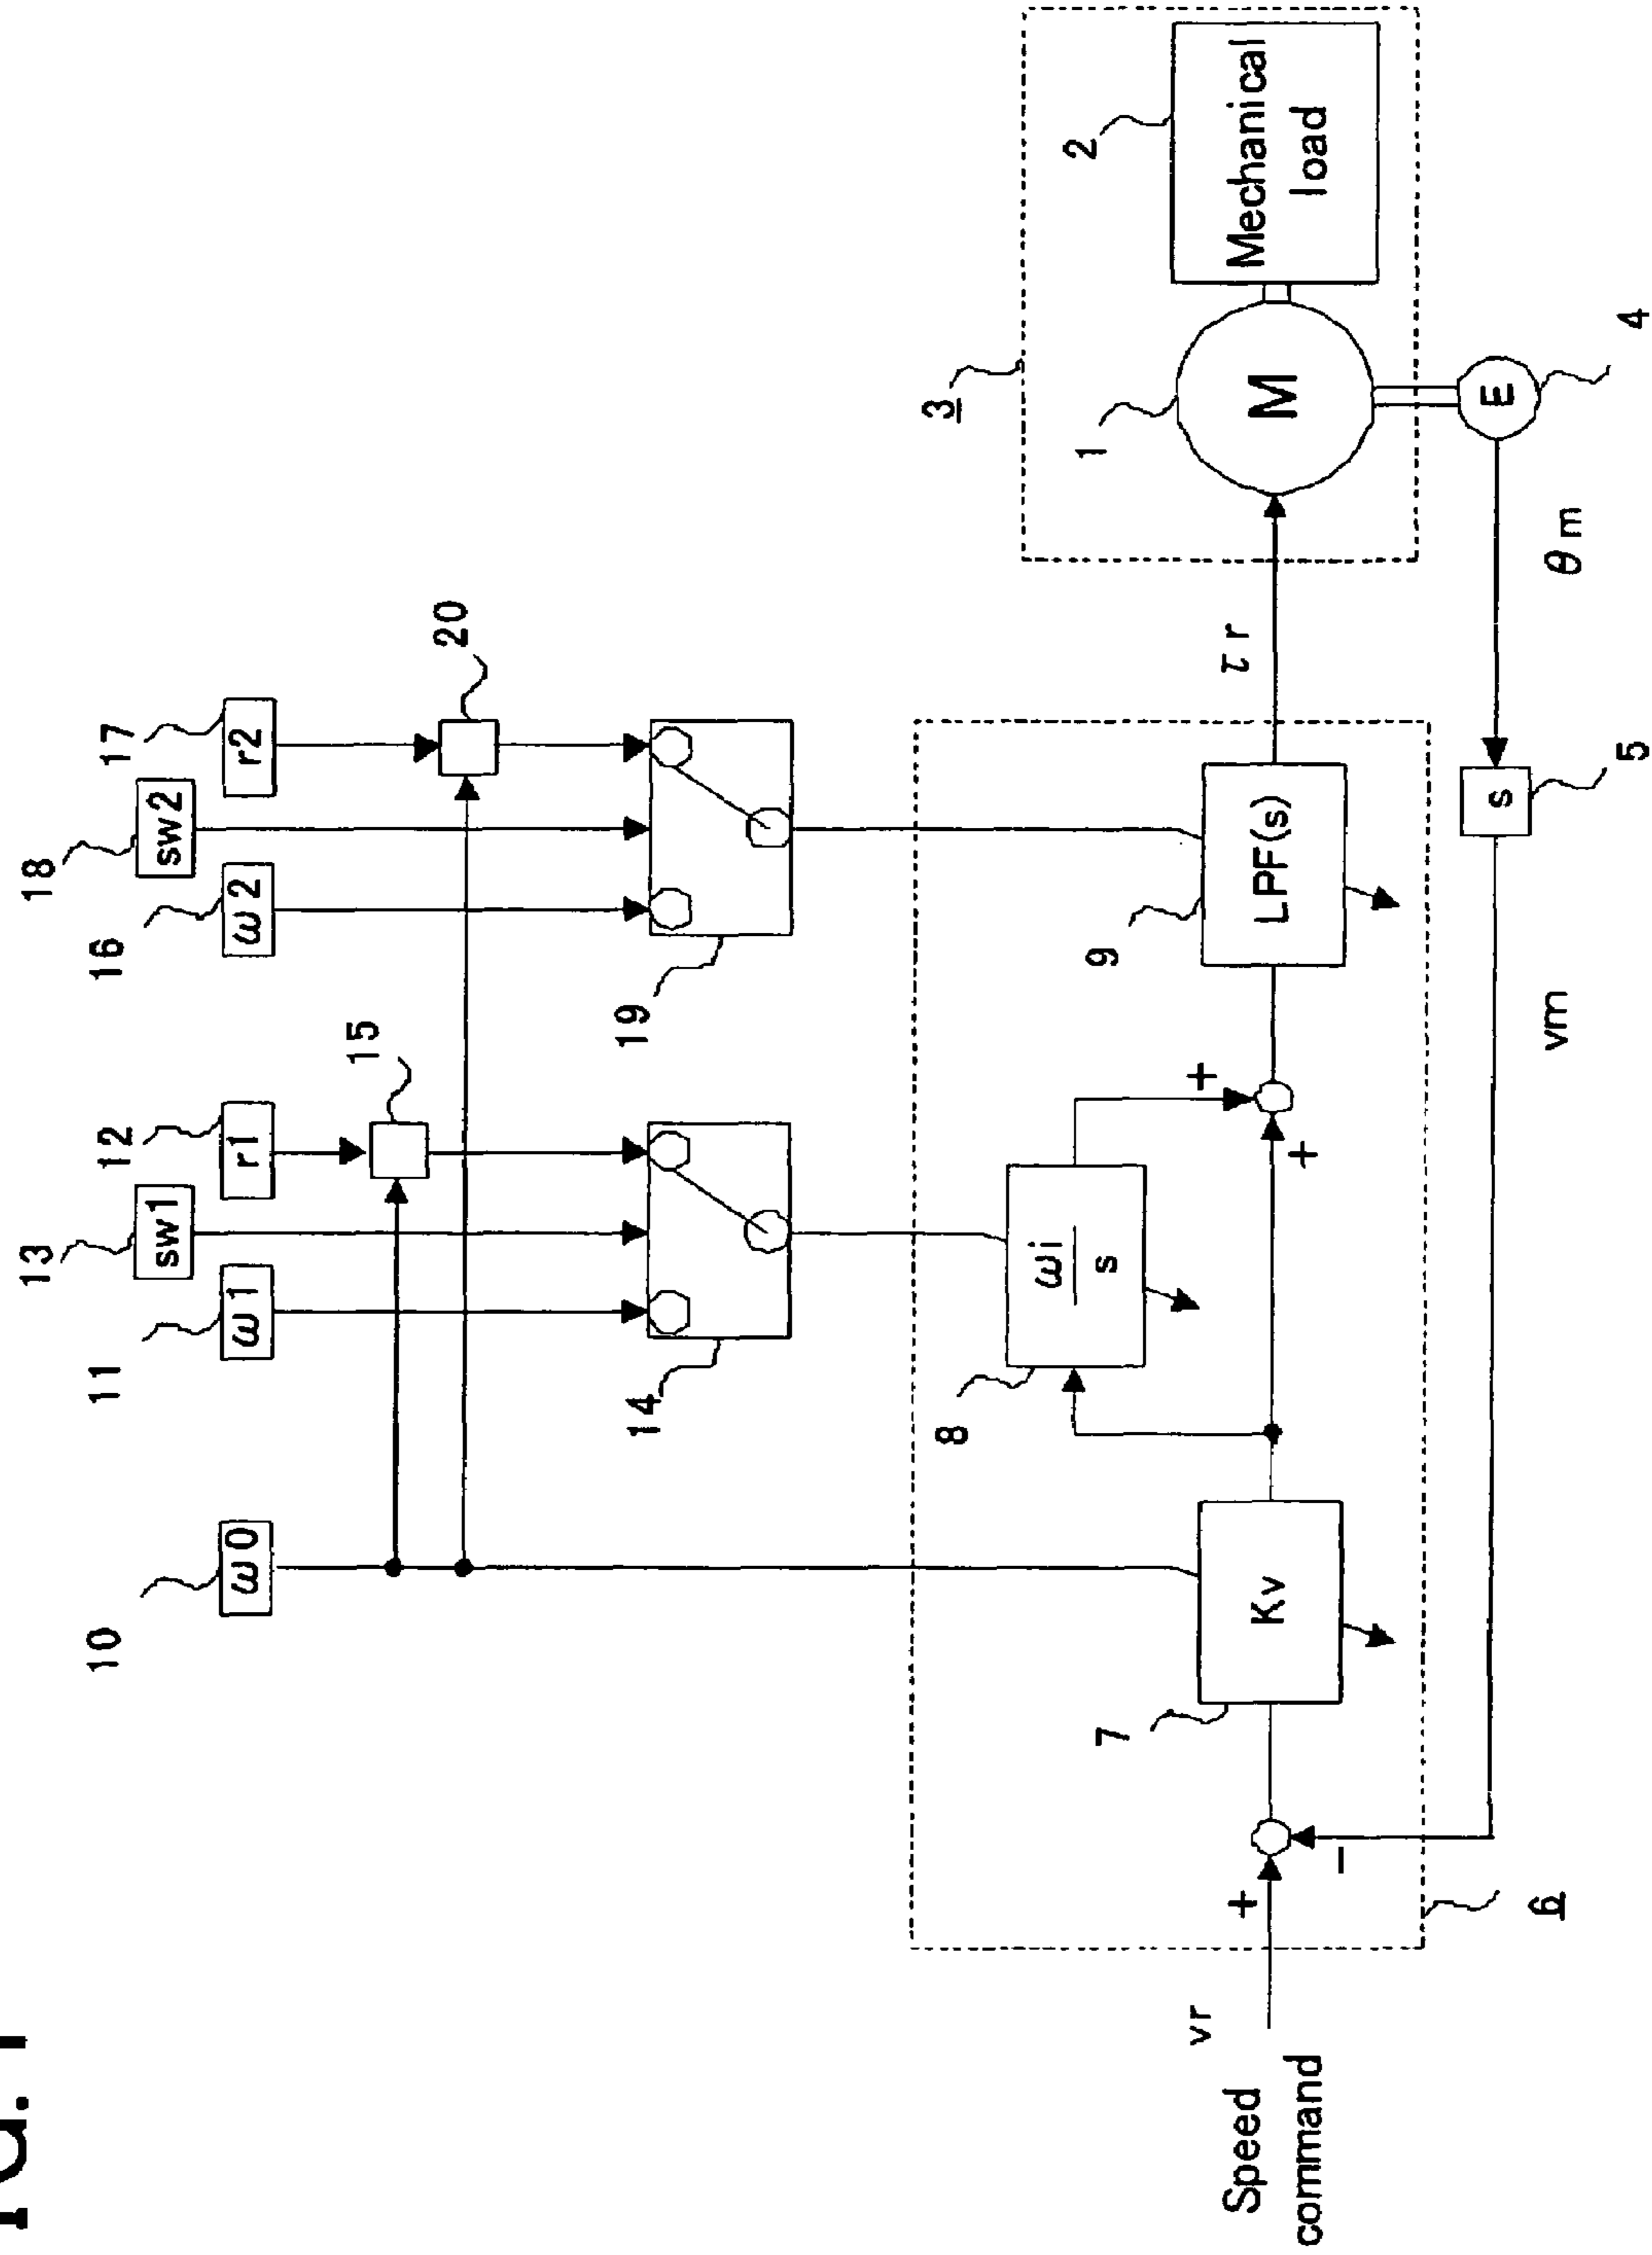 FIG. 1
10
ω0
11
ω1
13
sw1
12
r1
15
14
16
ω2
18
sw2
17
r2
20
19
Speed
command
vr
+
−
6
7
Kv
8
ωi
s
+
+
9
LPF(s)
τr
3
1
M
2
Mechanical
load
E
4
θm
s
5
vm